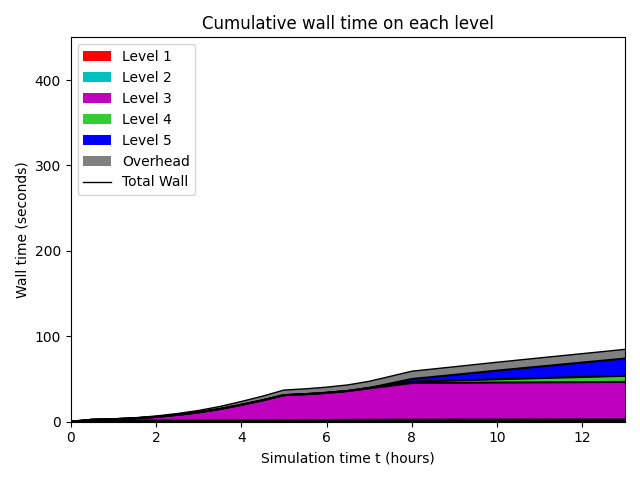 Cumulative wall time on each level
Level 1
Level 2
Level 3
Level 4
Level 5
Overhead
Total Wall
Wall time (seconds)
400
300
200
100
0
0 2 4 6 8 10 12
Simulation time t (hours)